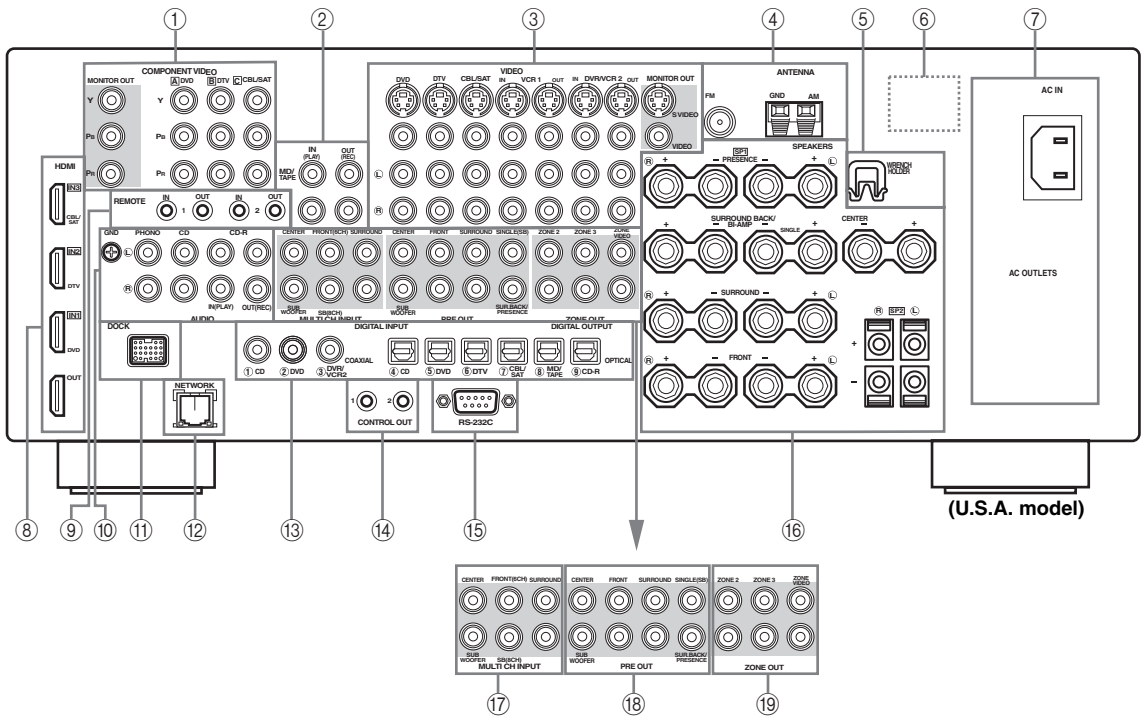 ① ② ③ ④ ⑤ ⑥ ⑦
COMPONENT VIDEO
MONITOR OUT A DVD B DTV C CBL/SAT
Y Y
PB PB
PR PR
HDMI
IN3
CBL/
SAT
IN2
DTV
IN1
DVD
OUT
MD/
TAPE
IN
(PLAY)
OUT
(REC)
VIDEO
DVD DTV CBL/SAT IN VCR 1 OUT IN DVR/VCR 2 OUT MONITOR OUT
S VIDEO
VIDEO
L
R
ANTENNA
FM
GND AM
WRENCH
HOLDER
AC IN
AC OUTLETS
REMOTE IN 1 OUT IN 2 OUT
GND PHONO CD CD-R
L
R
IN(PLAY) OUT(REC)
AUDIO
CENTER FRONT(6CH) SURROUND
SUB
WOOFER
SB(8CH)
MULTI CH INPUT
CENTER FRONT SURROUND SINGLE(SB)
SUB
WOOFER
SUR.BACK/
PRESENCE
PRE OUT
ZONE 2 ZONE 3 ZONE
VIDEO
ZONE OUT
SPEAKERS
SP1
R + – PRESENCE – + L
SURROUND BACK/
BI-AMP
+ – – SINGLE +
CENTER
– +
R + – SURROUND – + L
R + – FRONT – + L
R SP2 L
+
–
DOCK
NETWORK
DIGITAL INPUT DIGITAL OUTPUT
COAXIAL OPTICAL
① CD ② DVD ③ DVR/
VCR2
④ CD ⑤ DVD ⑥ DTV ⑦ CBL/
SAT
⑧ MD/
TAPE
⑨ CD-R
1 2
CONTROL OUT
RS-232C
(U.S.A. model)
⑧ ⑨ ⑩ ⑪ ⑫ ⑬ ⑭ ⑮ ⑯
CENTER FRONT(6CH) SURROUND
SUB
WOOFER
SB(8CH)
MULTI CH INPUT
CENTER FRONT SURROUND SINGLE(SB)
SUB
WOOFER
SUR.BACK/
PRESENCE
PRE OUT
ZONE 2 ZONE 3 ZONE
VIDEO
ZONE OUT
⑰ ⑱ ⑲